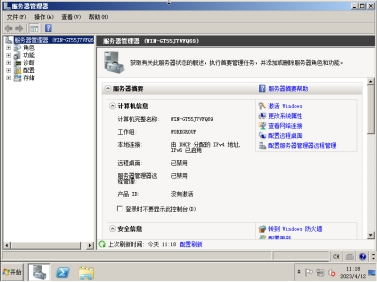 服务器管理器
文件(F) 操作(A) 查看(V) 帮助(H)
服务器管理器 (WIN-GT55J7VFQ6
角色
功能
诊断
配置
存储
服务器管理器 (WIN-GT55J7VFQ69)
获取有关此服务器状态的概述，执行首要管理任务，并添加或删除服务器角色和功能。
服务器摘要
服务器摘要帮助
计算机信息
计算机完整名称: WIN-GT55J7VFQ69
工作组: WORKGROUP
本地连接: 由 DHCP 分配的 IPv4 地址,
IPv6 已启用
远程桌面: 已禁用
服务器管理器远
程管理: 已禁用
产品 ID: 没有激活
登录时不要显示此控制台(D)
激活 Windows
更改系统属性
查看网络连接
配置远程桌面
配置服务器管理器远程管理
安全信息
转到 Windows 防火墙
上次刷新时间: 今天 11:18 配置刷新
CH
开始
11:18
2023/4/12